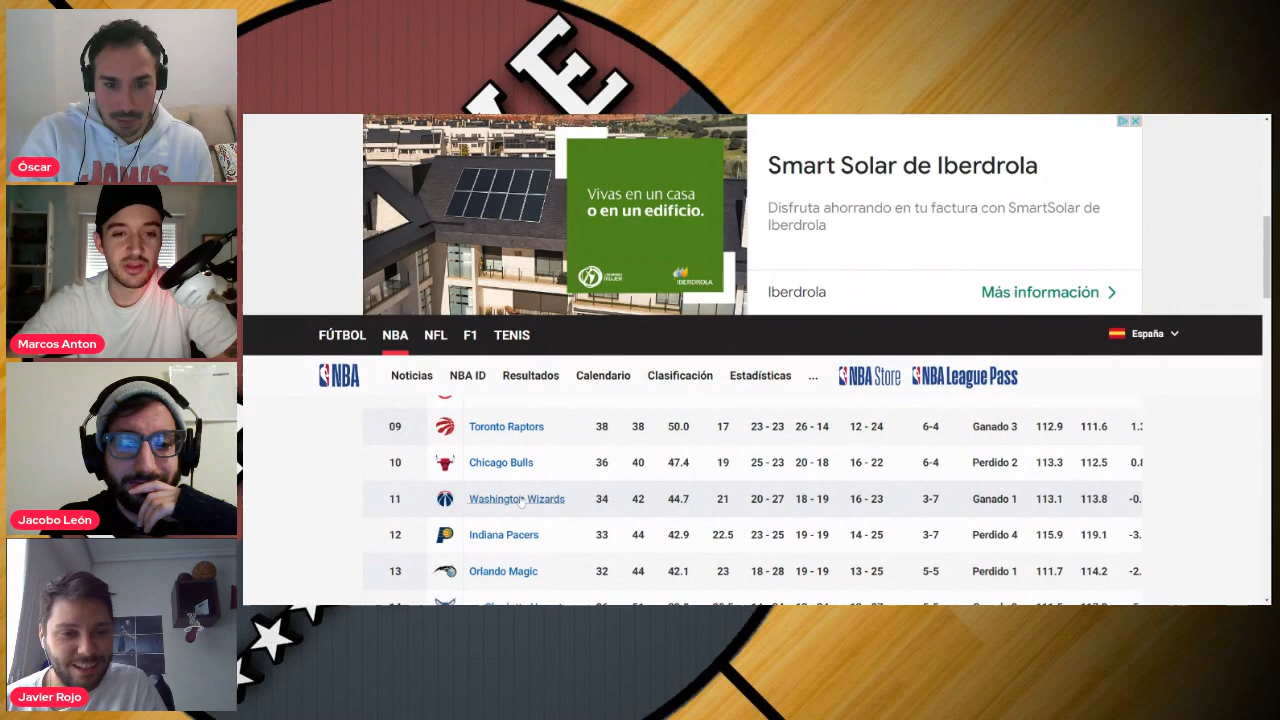 Óscar
Marcos Anton
Jacobo León
Javier Rojo
Vivas en un casa
o en un edificio.
IBERDROLA
Smart Solar de Iberdrola
Disfruta ahorrando en tu factura con SmartSolar de
Iberdrola
Iberdrola Más información
FÚTBOL NBA NFL F1 TENIS España
NBA Noticias NBA ID Resultados Calendario Clasificación Estadísticas ... NBA Store NBA League Pass
09 Toronto Raptors 38 38 50.0 17 23 - 23 26 - 14 12 - 24 6-4 Ganado 3 112.9 111.6
10 Chicago Bulls 36 40 47.4 19 25 - 23 20 - 18 16 - 22 6-4 Perdido 2 113.3 112.5
11 Washington Wizards 34 42 44.7 21 20 - 27 18 - 19 16 - 23 3-7 Ganado 1 113.1 113.8 -0.
12 Indiana Pacers 33 44 42.9 22.5 23 - 25 19 - 19 14 - 25 3-7 Perdido 4 115.9 119.1 -3.
13 Orlando Magic 32 44 42.1 23 18 - 28 19 - 19 13 - 25 5-5 Perdido 1 111.7 114.2 -2.